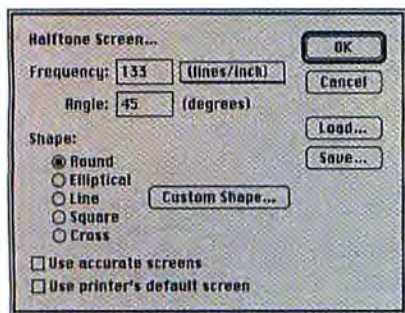 Halftone Screen...
OK
Frequency: 133 (lines/inch)
Cancel
Angle: 45 (degrees)
Load...
Shape:
Save...
Round
Elliptical
Line
Custom Shape...
Square
Cross
Use accurate screens
Use printer's default screen